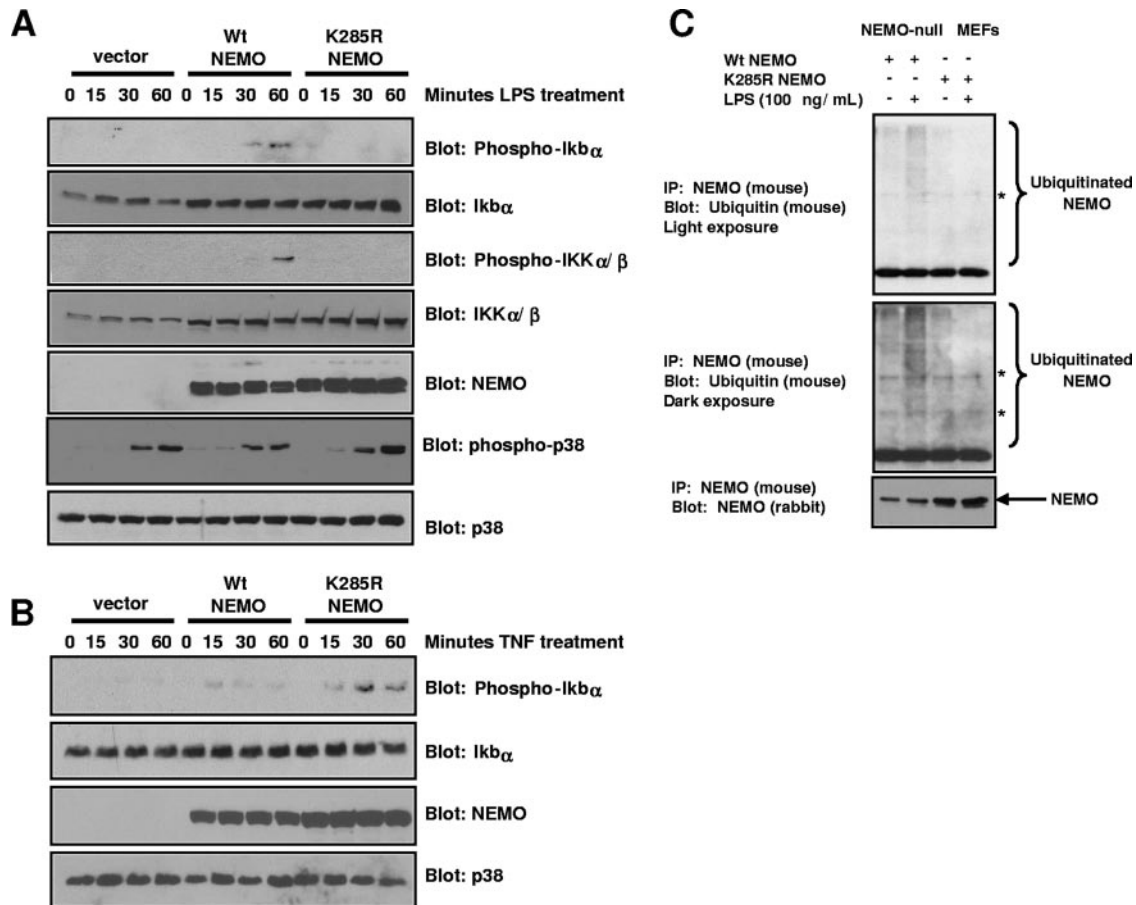 A
vector
Wt NEMO
K285R NEMO
0 15 30 60 0 15 30 60 0 15 30 60 Minutes LPS treatment
Blot: Phospho-Ikbα
Blot: Ikbα
Blot: Phospho-IKKα/ β
Blot: IKKα/ β
Blot: NEMO
Blot: phospho-p38
Blot: p38
B
vector
Wt NEMO
K285R NEMO
0 15 30 60 0 15 30 60 0 15 30 60 Minutes TNF treatment
Blot: Phospho-Ikbα
Blot: Ikbα
Blot: NEMO
Blot: p38
C
NEMO-null MEFs
Wt NEMO + + - -
K285R NEMO - - + +
LPS (100 ng/ mL) - + - +
IP: NEMO (mouse)
Blot: Ubiquitin (mouse)
Light exposure
*
Ubiquitinated
NEMO
IP: NEMO (mouse)
Blot: Ubiquitin (mouse)
Dark exposure
*
*
Ubiquitinated
NEMO
IP: NEMO (mouse)
Blot: NEMO (rabbit)
NEMO